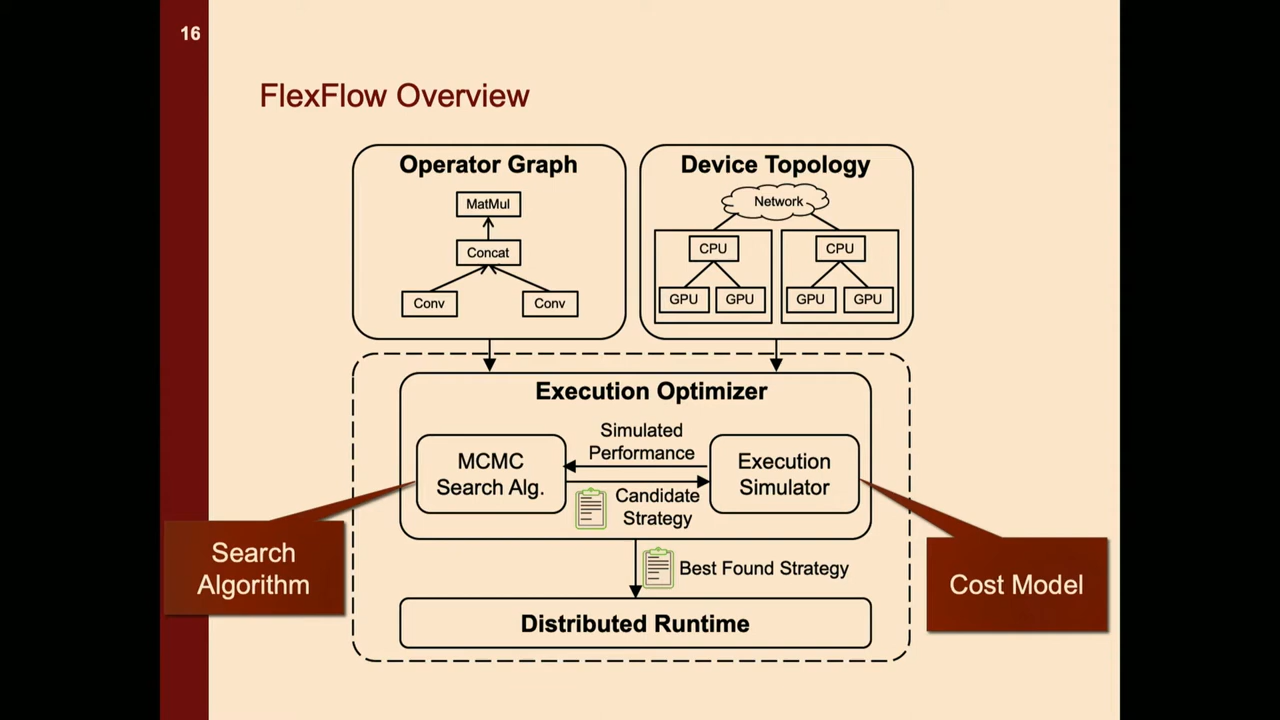 16
FlexFlow Overview
Operator Graph
MatMul
Concat
Conv
Conv
Device Topology
Network
CPU
CPU
GPU
GPU
GPU
GPU
Execution Optimizer
MCMC
Search Alg.
Simulated
Performance
Candidate
Strategy
Execution
Simulator
Search
Algorithm
Cost Model
Best Found Strategy
Distributed Runtime